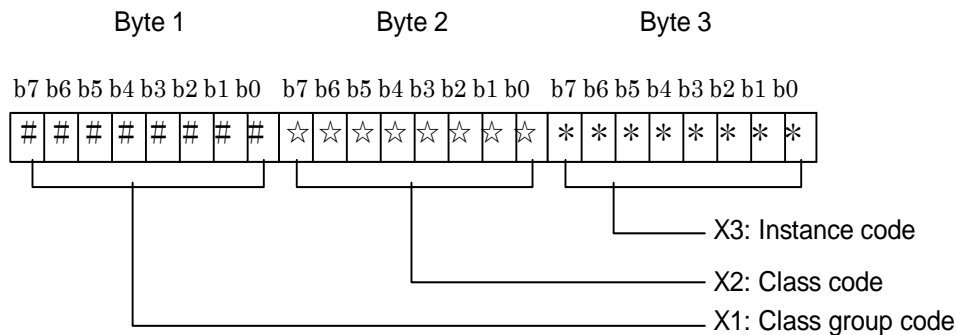 Byte 1 Byte 2 Byte 3
b7 b6 b5 b4 b3 b2 b1 b0 b7 b6 b5 b4 b3 b2 b1 b0 b7 b6 b5 b4 b3 b2 b1 b0
# # # # # # # # ☆ ☆ ☆ ☆ ☆ ☆ ☆ ☆ * * * * * * * *
X3: Instance code
X2: Class code
X1: Class group code